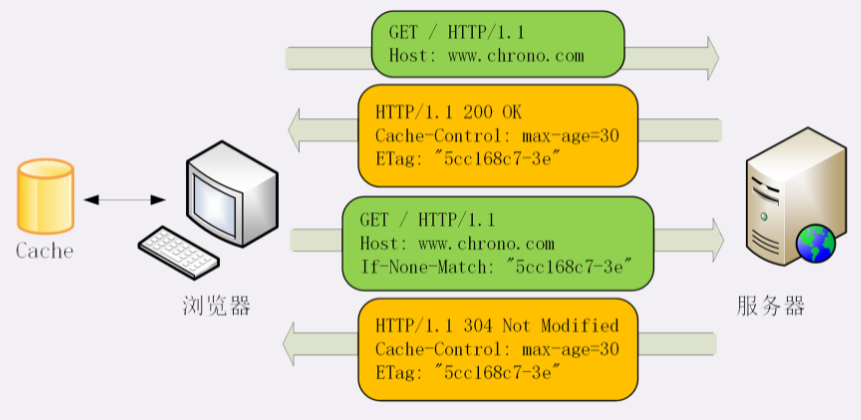 GET / HTTP/1.1
Host: www.chrono.com
HTTP/1.1 200 OK
Cache-Control: max-age=30
ETag: "5cc168c7-3e"
Cache
浏览器
GET / HTTP/1.1
Host: www.chrono.com
If-None-Match: "5cc168c7-3e"
服务器
HTTP/1.1 304 Not Modified
Cache-Control: max-age=30
ETag: "5cc168c7-3e"